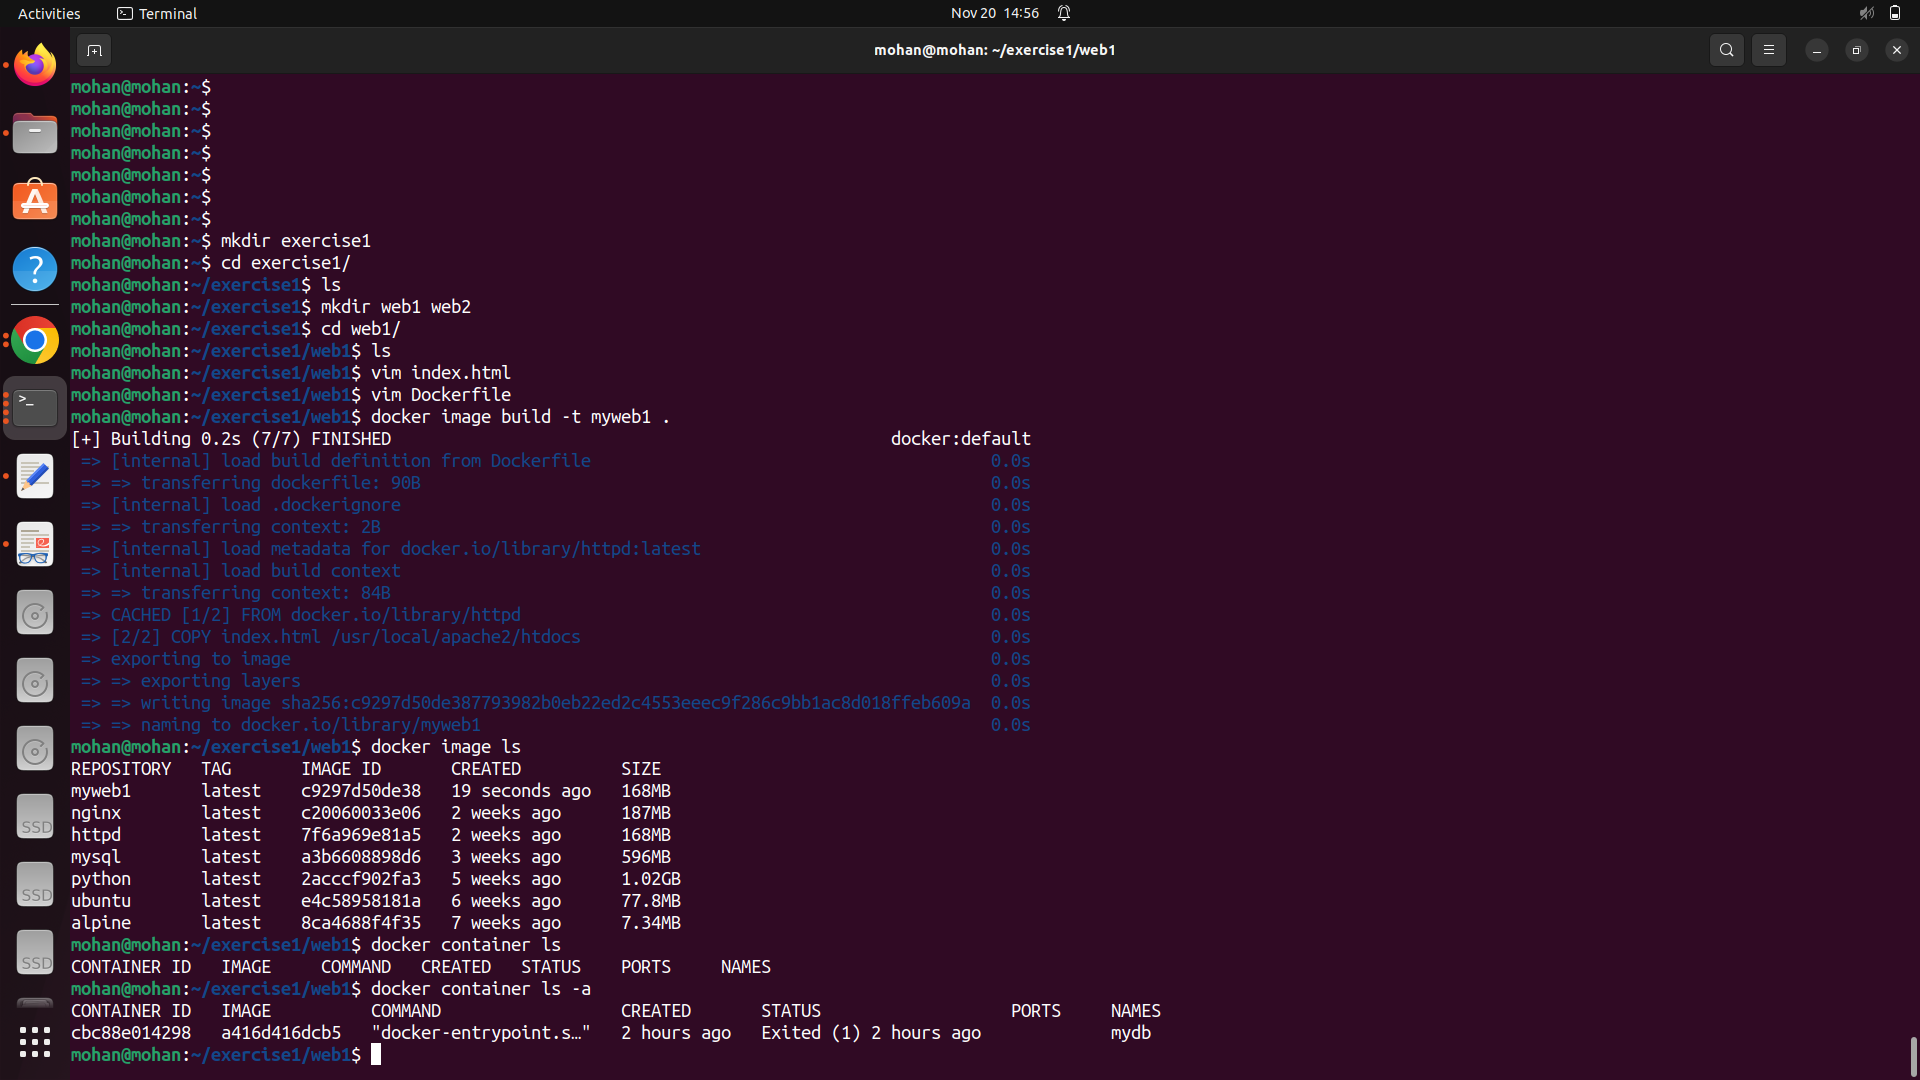 Activities
Terminal
Nov 20 14:56
mohan@mohan: ~/exercise1/web1
mohan@mohan:~$
mohan@mohan:~$
mohan@mohan:~$
mohan@mohan:~$
mohan@mohan:~$
mohan@mohan:~$
mohan@mohan:~$
mohan@mohan:~$ mkdir exercise1
mohan@mohan:~$ cd exercise1/
mohan@mohan:~/exercise1$ ls
mohan@mohan:~/exercise1$ mkdir web1 web2
mohan@mohan:~/exercise1$ cd web1/
mohan@mohan:~/exercise1/web1$ ls
mohan@mohan:~/exercise1/web1$ vim index.html
mohan@mohan:~/exercise1/web1$ vim Dockerfile
mohan@mohan:~/exercise1/web1$ docker image build -t myweb1 .
[+] Building 0.2s (7/7) FINISHED docker:default
=> [internal] load build definition from Dockerfile 0.0s
=> => transferring dockerfile: 90B 0.0s
=> [internal] load .dockerignore 0.0s
=> => transferring context: 2B 0.0s
=> [internal] load metadata for docker.io/library/httpd:latest 0.0s
=> [internal] load build context 0.0s
=> => transferring context: 84B 0.0s
=> CACHED [1/2] FROM docker.io/library/httpd 0.0s
=> [2/2] COPY index.html /usr/local/apache2/htdocs 0.0s
=> exporting to image 0.0s
=> => exporting layers 0.0s
=> => writing image sha256:c9297d50de387793982b0eb22ed2c4553eeec9f286c9bb1ac8d018ffeb609a 0.0s
=> => naming to docker.io/library/myweb1 0.0s
mohan@mohan:~/exercise1/web1$ docker image ls
REPOSITORY TAG IMAGE ID CREATED SIZE
myweb1 latest c9297d50de38 19 seconds ago 168MB
nginx latest c20060033e06 2 weeks ago 187MB
httpd latest 7f6a969e81a5 2 weeks ago 168MB
mysql latest a3b6608898d6 3 weeks ago 596MB
python latest 2acccf902fa3 5 weeks ago 1.02GB
ubuntu latest e4c58958181a 6 weeks ago 77.8MB
alpine latest 8ca4688f4f35 7 weeks ago 7.34MB
mohan@mohan:~/exercise1/web1$ docker container ls
CONTAINER ID IMAGE COMMAND CREATED STATUS PORTS NAMES
mohan@mohan:~/exercise1/web1$ docker container ls -a
CONTAINER ID IMAGE COMMAND CREATED STATUS PORTS NAMES
cbc88e014298 a416d416dcb5 "docker-entrypoint.s…" 2 hours ago Exited (1) 2 hours ago mydb
mohan@mohan:~/exercise1/web1$
SSD
SSD
SSD